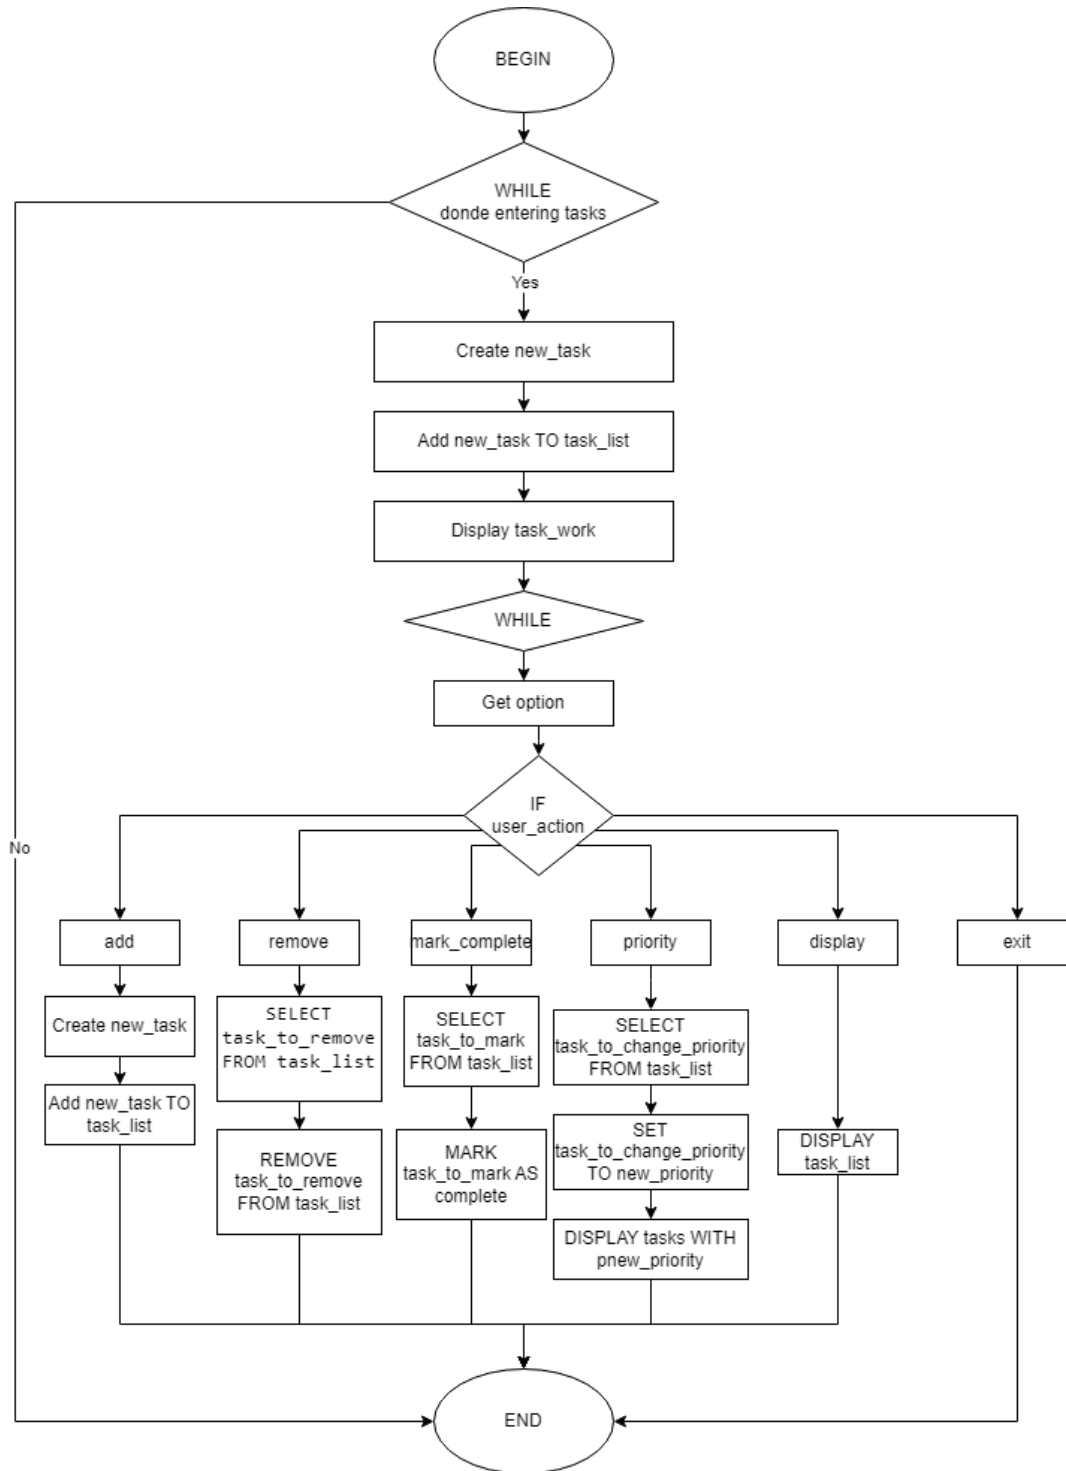 BEGIN
WHILE
donde entering tasks
Yes
Create new_task
Add new_task TO task_list
Display task_work
WHILE
Get option
IF
user_action
No
add
remove
mark_complete
priority
display
exit
Create new_task
Add new_task TO
task_list
SELECT
task_to_remove
FROM task_list
REMOVE
task_to_remove
FROM task_list
SELECT
task_to_mark
FROM task_list
MARK
task_to_mark AS
complete
SELECT
task_to_change_priority
FROM task_list
SET
task_to_change_priority
TO new_priority
DISPLAY tasks WITH
pnew_priority
DISPLAY
task_list
END